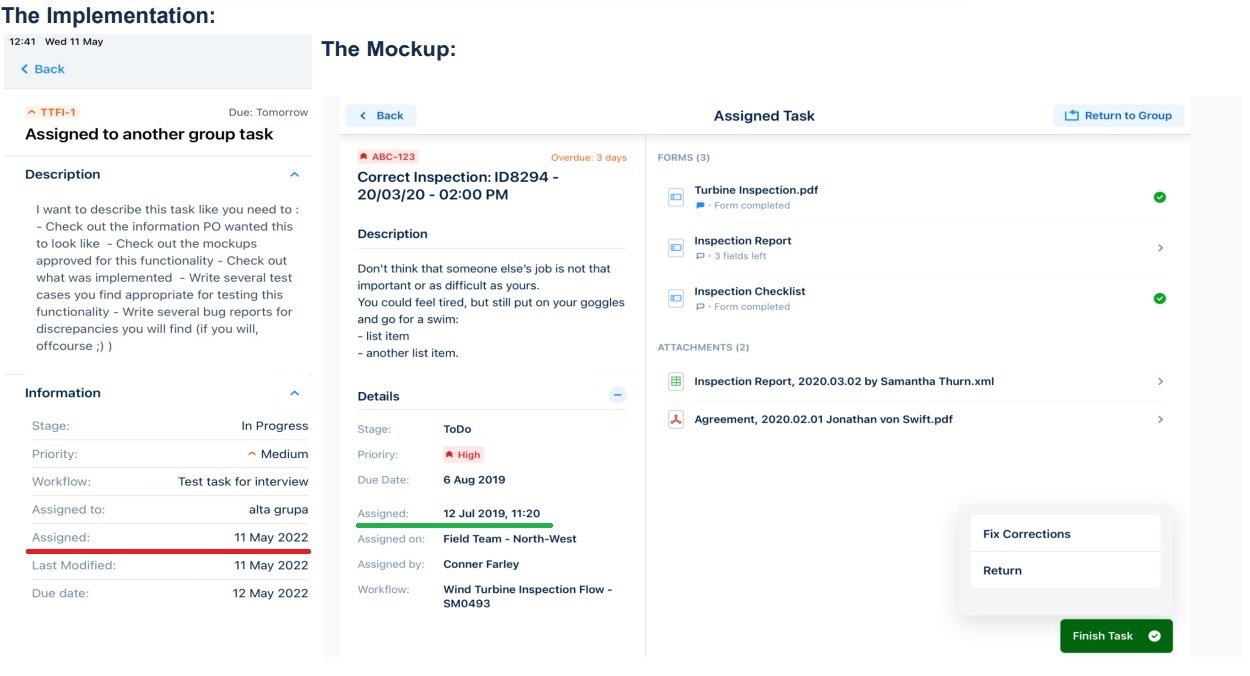 The Implementation:
12:41 Wed 11 May
Back
TTFI-1
Due: Tomorrow
Assigned to another group task
Description
I want to describe this task like you need to :
- Check out the information PO wanted this
to look like - Check out the mockups
approved for this functionality - Check out
what was implemented - Write several test
cases you find appropriate for testing this
functionality - Write several bug reports for
discrepancies you will find (if you will,
offcourse ;) )
Information
Stage: In Progress
Priority: Medium
Workflow: Test task for interview
Assigned to: alta grupa
Assigned: 11 May 2022
Last Modified: 11 May 2022
Due date: 12 May 2022
The Mockup:
Back
Assigned Task
Return to Group
ABC-123
Overdue: 3 days
Correct Inspection: ID8294 -
20/03/20 - 02:00 PM
Description
Don't think that someone else's job is not that
important or as difficult as yours.
You could feel tired, but still put on your goggles
and go for a swim:
- list item
- another list item.
Details
Stage: ToDo
Prioriry: High
Due Date: 6 Aug 2019
Assigned: 12 Jul 2019, 11:20
Assigned on: Field Team - North-West
Assigned by: Conner Farley
Workflow: Wind Turbine Inspection Flow -
SM0493
FORMS (3)
Turbine Inspection.pdf
- Form completed
Inspection Report
- 3 fields left
Inspection Checklist
- Form completed
ATTACHMENTS (2)
Inspection Report, 2020.03.02 by Samantha Thurn.xml
Agreement, 2020.02.01 Jonathan von Swift.pdf
Fix Corrections
Return
Finish Task